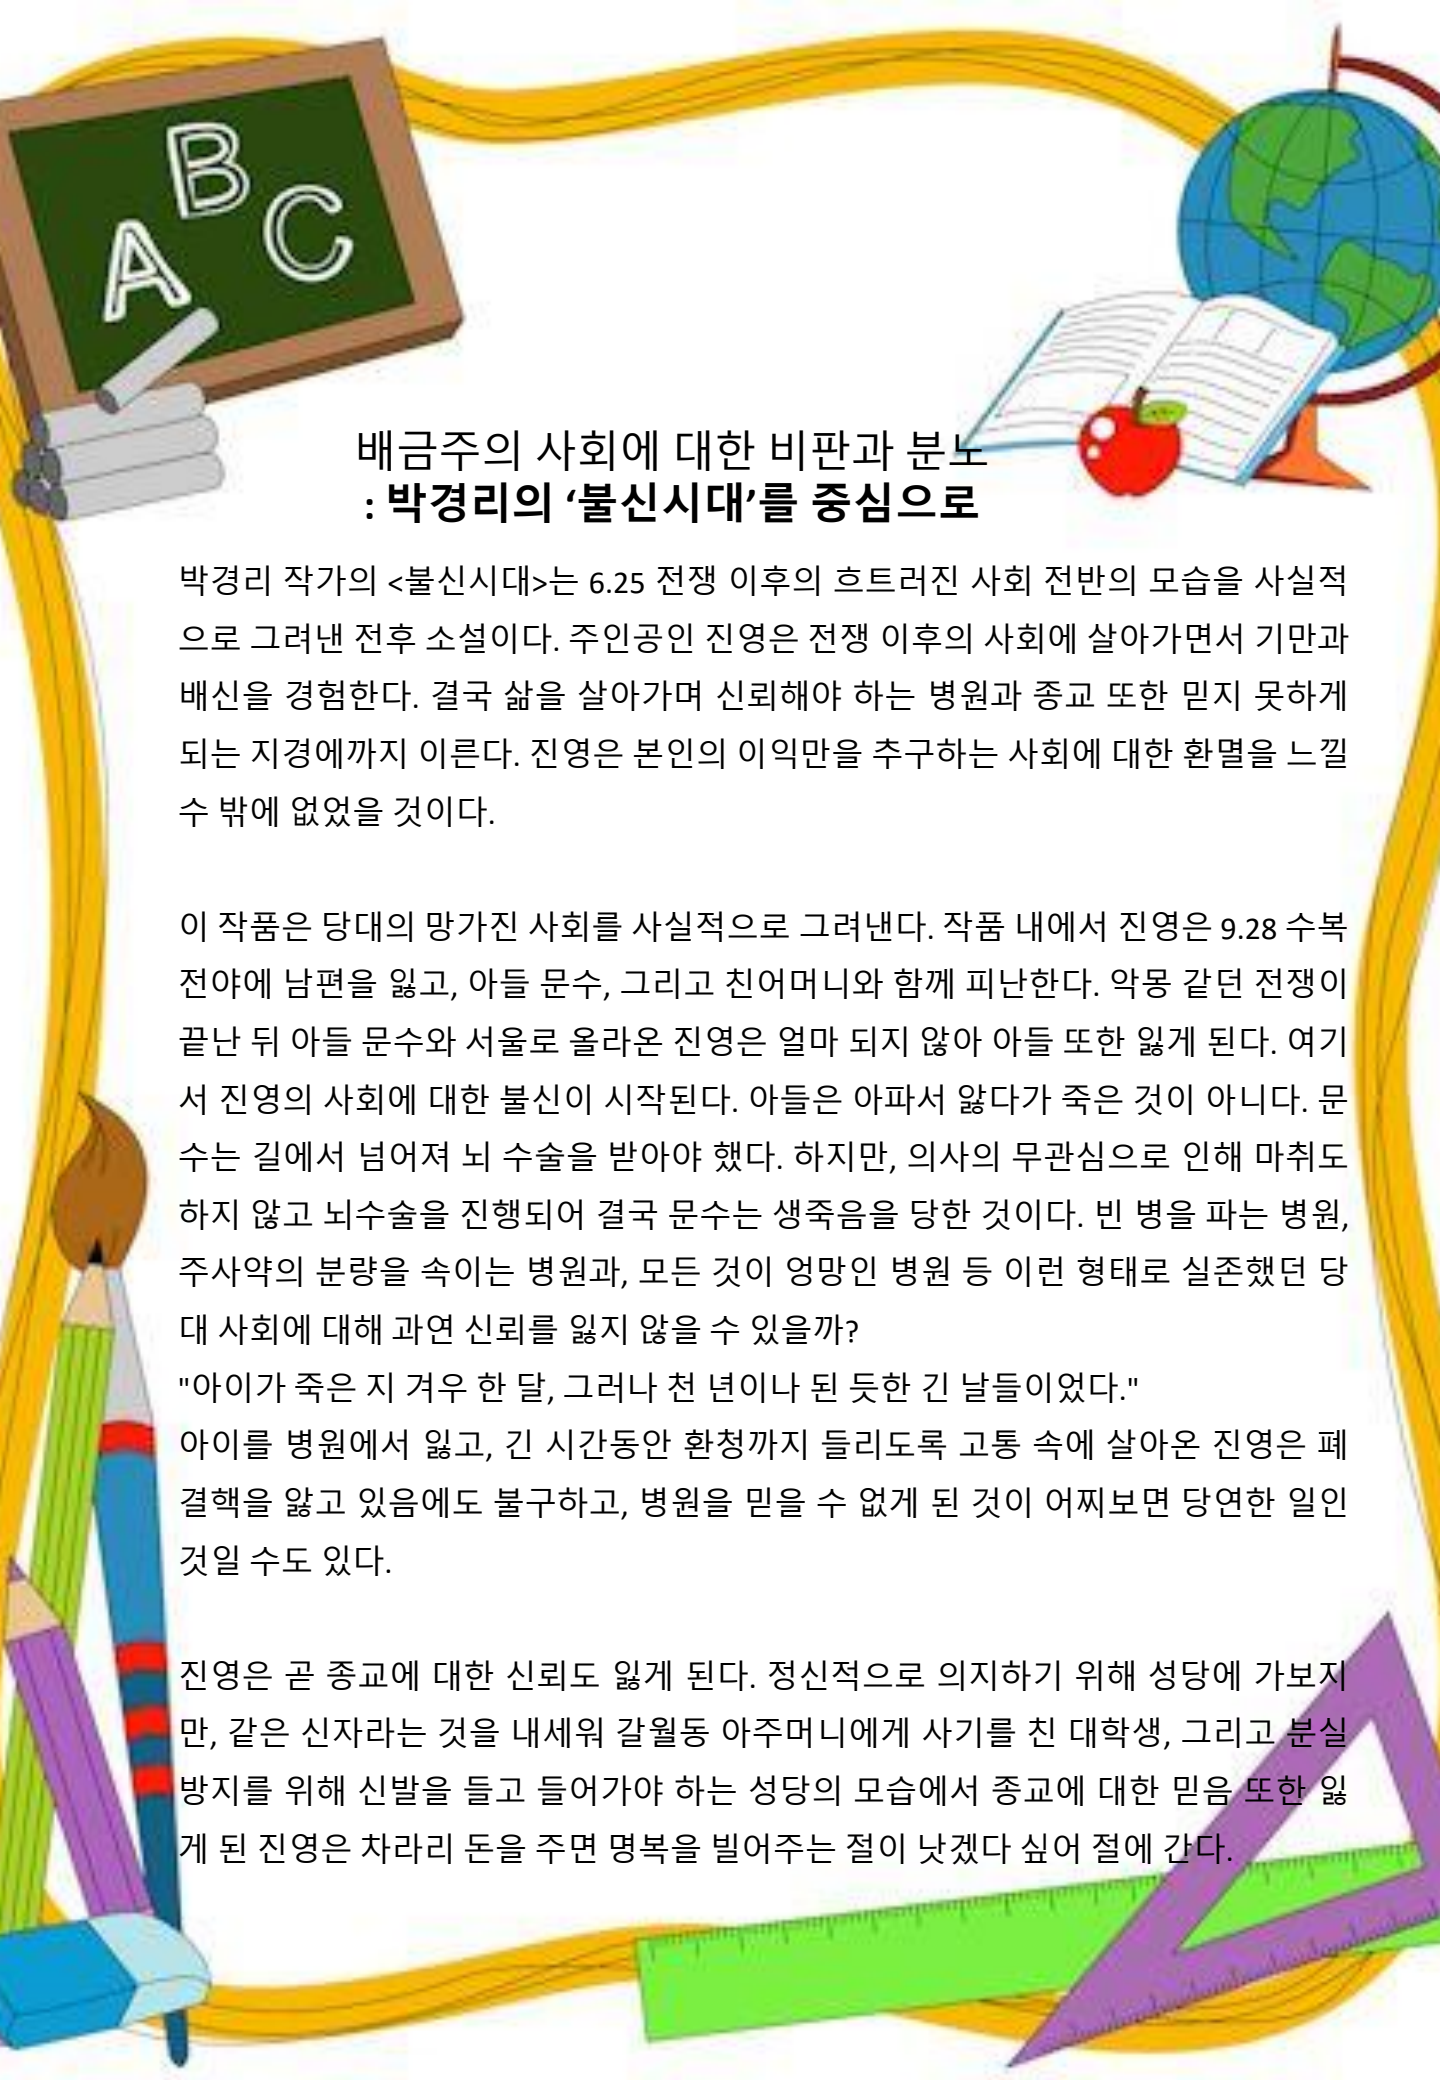 A B C
배금주의 사회에 대한 비판과 분노
: 박경리의 ‘불신시대’를 중심으로
박경리 작가의 <불신시대>는 6.25 전쟁 이후의 흐트러진 사회 전반의 모습을 사실적
으로 그려낸 전후 소설이다. 주인공인 진영은 전쟁 이후의 사회에 살아가면서 기만과
배신을 경험한다. 결국 삶을 살아가며 신뢰해야 하는 병원과 종교 또한 믿지 못하게
되는 지경에까지 이른다. 진영은 본인의 이익만을 추구하는 사회에 대한 환멸을 느낄
수 밖에 없었을 것이다.
이 작품은 당대의 망가진 사회를 사실적으로 그려낸다. 작품 내에서 진영은 9.28 수복
전야에 남편을 잃고, 아들 문수, 그리고 친어머니와 함께 피난한다. 악몽 같던 전쟁이
끝난 뒤 아들 문수와 서울로 올라온 진영은 얼마 되지 않아 아들 또한 잃게 된다. 여기
서 진영의 사회에 대한 불신이 시작된다. 아들은 아파서 앓다가 죽은 것이 아니다. 문
수는 길에서 넘어져 뇌 수술을 받아야 했다. 하지만, 의사의 무관심으로 인해 마취도
하지 않고 뇌수술을 진행되어 결국 문수는 생죽음을 당한 것이다. 빈 병을 파는 병원,
주사약의 분량을 속이는 병원과, 모든 것이 엉망인 병원 등 이런 형태로 실존했던 당
대 사회에 대해 과연 신뢰를 잃지 않을 수 있을까?
"아이가 죽은 지 겨우 한 달, 그러나 천 년이나 된 듯한 긴 날들이었다."
아이를 병원에서 잃고, 긴 시간동안 환청까지 들리도록 고통 속에 살아온 진영은 폐
결핵을 앓고 있음에도 불구하고, 병원을 믿을 수 없게 된 것이 어찌보면 당연한 일인
것일 수도 있다.
진영은 곧 종교에 대한 신뢰도 잃게 된다. 정신적으로 의지하기 위해 성당에 가보지
만, 같은 신자라는 것을 내세워 갈월동 아주머니에게 사기를 친 대학생, 그리고 분실
방지를 위해 신발을 들고 들어가야 하는 성당의 모습에서 종교에 대한 믿음 또한 잃
게 된 진영은 차라리 돈을 주면 명복을 빌어주는 절이 낫겠다 싶어 절에 간다.